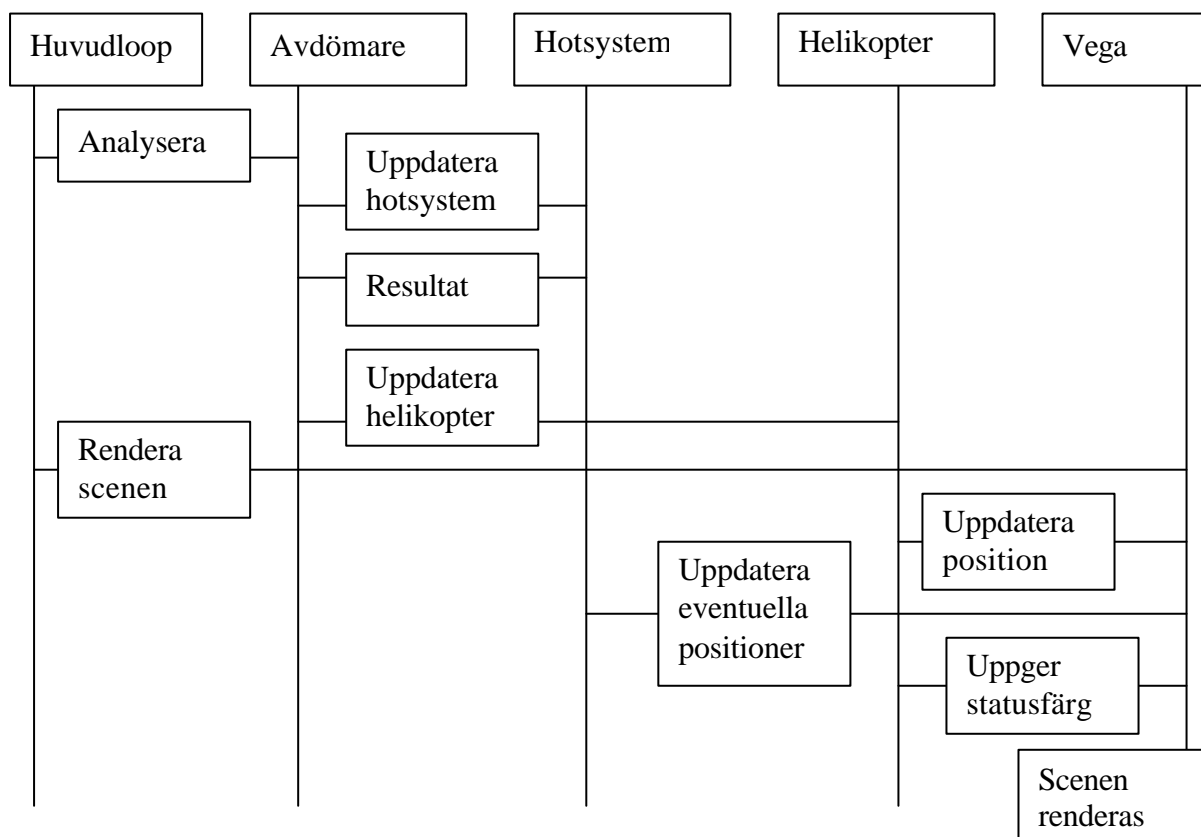 Huvudloop
Avdömare
Hotsystem
Helikopter
Vega
Analysera
Uppdatera
hotsystem
Resultat
Uppdatera
helikopter
Rendera
scenen
Uppdatera
position
Uppdatera
eventuella
positioner
Uppger
statusfärg
Scenen
renderas